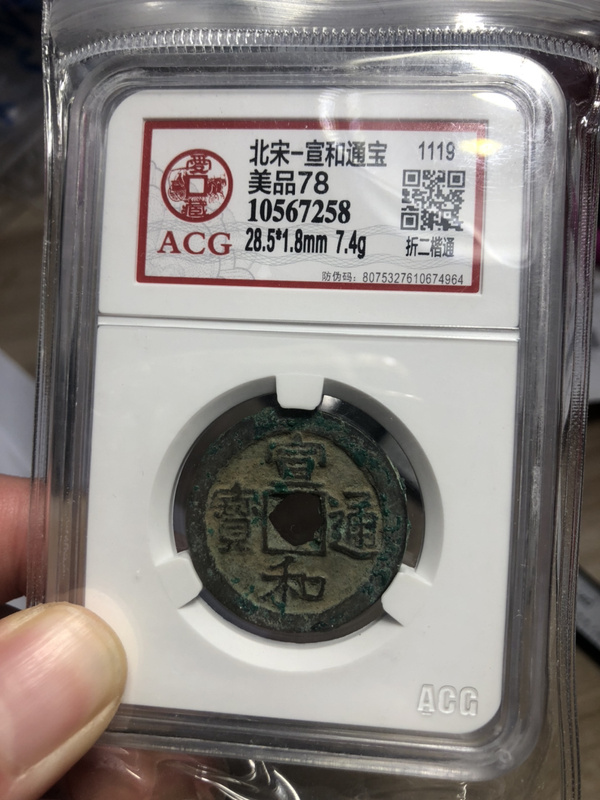 北宋-宣和通宝 1119
美品78
10567258
ACG 28.5*1.8mm 7.4g 折二楷通
防伪码: 8075327610674964
宣
寶 通
和
ACG